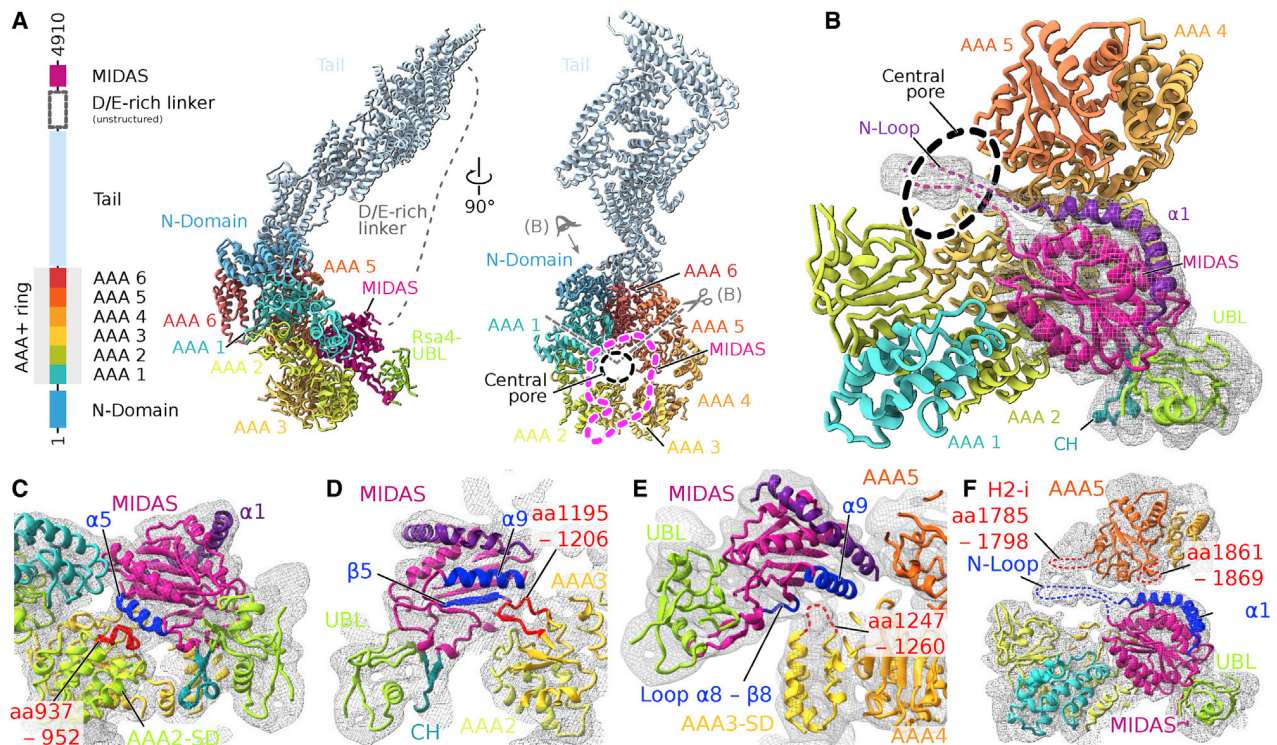 A
4910
MIDAS
D/E-rich linker
(unstructured)
Tail
AAA+ ring
AAA 6
AAA 5
AAA 4
AAA 3
AAA 2
AAA 1
N-Domain
1
Tail
N-Domain
D/E-rich
linker
AAA 5
MIDAS
AAA 6
AAA 1
AAA 2
Rsa4-
UBL
AAA 3
90°
Tail
(B)
N-Domain
AAA 6
(B)
AAA 1
AAA 5
MIDAS
Central
pore
AAA 4
AAA 2
AAA 3
B
AAA 5
AAA 4
Central
pore
N-Loop
α1
MIDAS
UBL
AAA 2
AAA 1
CH
C
MIDAS
α5
α1
aa937
– 952
AAA2-SD
UBL
D
MIDAS
α9
aa1195
– 1206
β5
AAA3
UBL
AAA2
CH
E
MIDAS
AAA5
α9
UBL
aa1247
– 1260
Loop α8 – β8
AAA3-SD
AAA4
F
H2-i
AAA5
aa1785
– 1798
aa1861
– 1869
N-Loop
α1
UBL
MIDAS